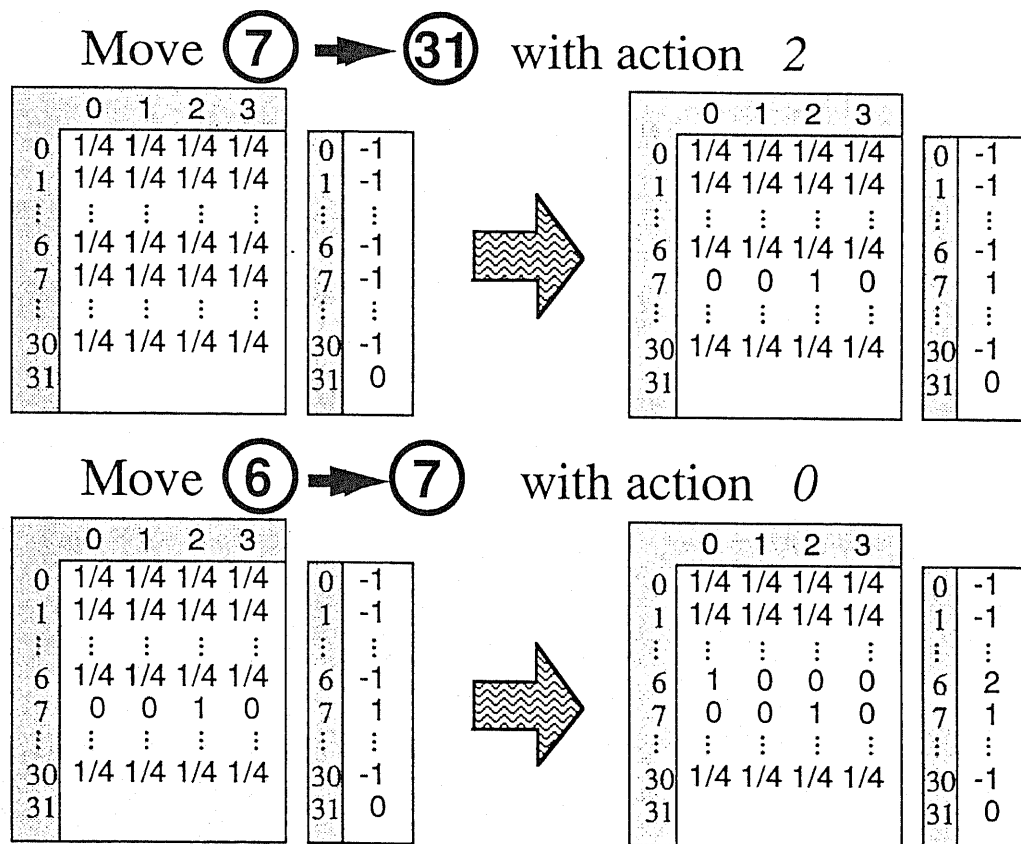 Move 7 31 with action 2
0 1 2 3
0 1/4 1/4 1/4 1/4 0 -1
1 1/4 1/4 1/4 1/4 1 -1
⋮ ⋮ ⋮ ⋮ ⋮ ⋮ ⋮
6 1/4 1/4 1/4 1/4 6 -1
7 1/4 1/4 1/4 1/4 7 -1
⋮ ⋮ ⋮ ⋮ ⋮ ⋮ ⋮
30 1/4 1/4 1/4 1/4 30 -1
31 31 0
0 1 2 3
0 1/4 1/4 1/4 1/4 0 -1
1 1/4 1/4 1/4 1/4 1 -1
⋮ ⋮ ⋮ ⋮ ⋮ ⋮ ⋮
6 1/4 1/4 1/4 1/4 6 -1
7 0 0 1 0 7 1
⋮ ⋮ ⋮ ⋮ ⋮ ⋮ ⋮
30 1/4 1/4 1/4 1/4 30 -1
31 31 0
Move 6 7 with action 0
0 1 2 3
0 1/4 1/4 1/4 1/4 0 -1
1 1/4 1/4 1/4 1/4 1 -1
⋮ ⋮ ⋮ ⋮ ⋮ ⋮ ⋮
6 1/4 1/4 1/4 1/4 6 -1
7 0 0 1 0 7 1
⋮ ⋮ ⋮ ⋮ ⋮ ⋮ ⋮
30 1/4 1/4 1/4 1/4 30 -1
31 31 0
0 1 2 3
0 1/4 1/4 1/4 1/4 0 -1
1 1/4 1/4 1/4 1/4 1 -1
⋮ ⋮ ⋮ ⋮ ⋮ ⋮ ⋮
6 1 0 0 0 6 2
7 0 0 1 0 7 1
⋮ ⋮ ⋮ ⋮ ⋮ ⋮ ⋮
30 1/4 1/4 1/4 1/4 30 -1
31 31 0